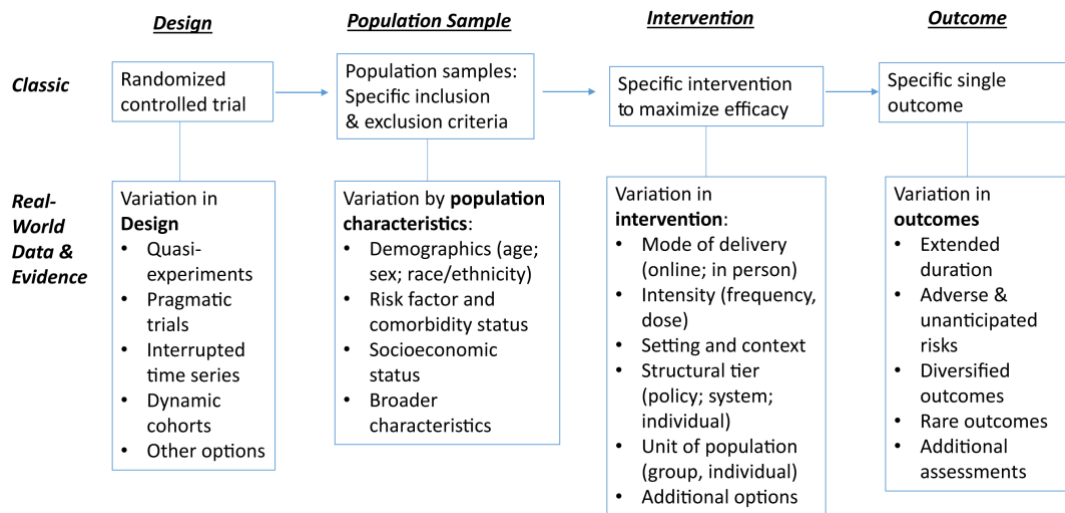 Design
Population Sample
Intervention
Outcome
Classic
Randomized
controlled trial
Population samples:
Specific inclusion
& exclusion criteria
Specific intervention
to maximize efficacy
Specific single
outcome
Real-
World
Data &
Evidence
Variation in
Design
• Quasi-
experiments
• Pragmatic
trials
• Interrupted
time series
• Dynamic
cohorts
• Other options
Variation by population
characteristics:
• Demographics (age;
sex; race/ethnicity)
• Risk factor and
comorbidity status
• Socioeconomic
status
• Broader
characteristics
Variation in
intervention:
• Mode of delivery
(online; in person)
• Intensity (frequency,
dose)
• Setting and context
• Structural tier
(policy; system;
individual)
• Unit of population
(group, individual)
• Additional options
Variation in
outcomes
• Extended
duration
• Adverse &
unanticipated
risks
• Diversified
outcomes
• Rare outcomes
• Additional
assessments